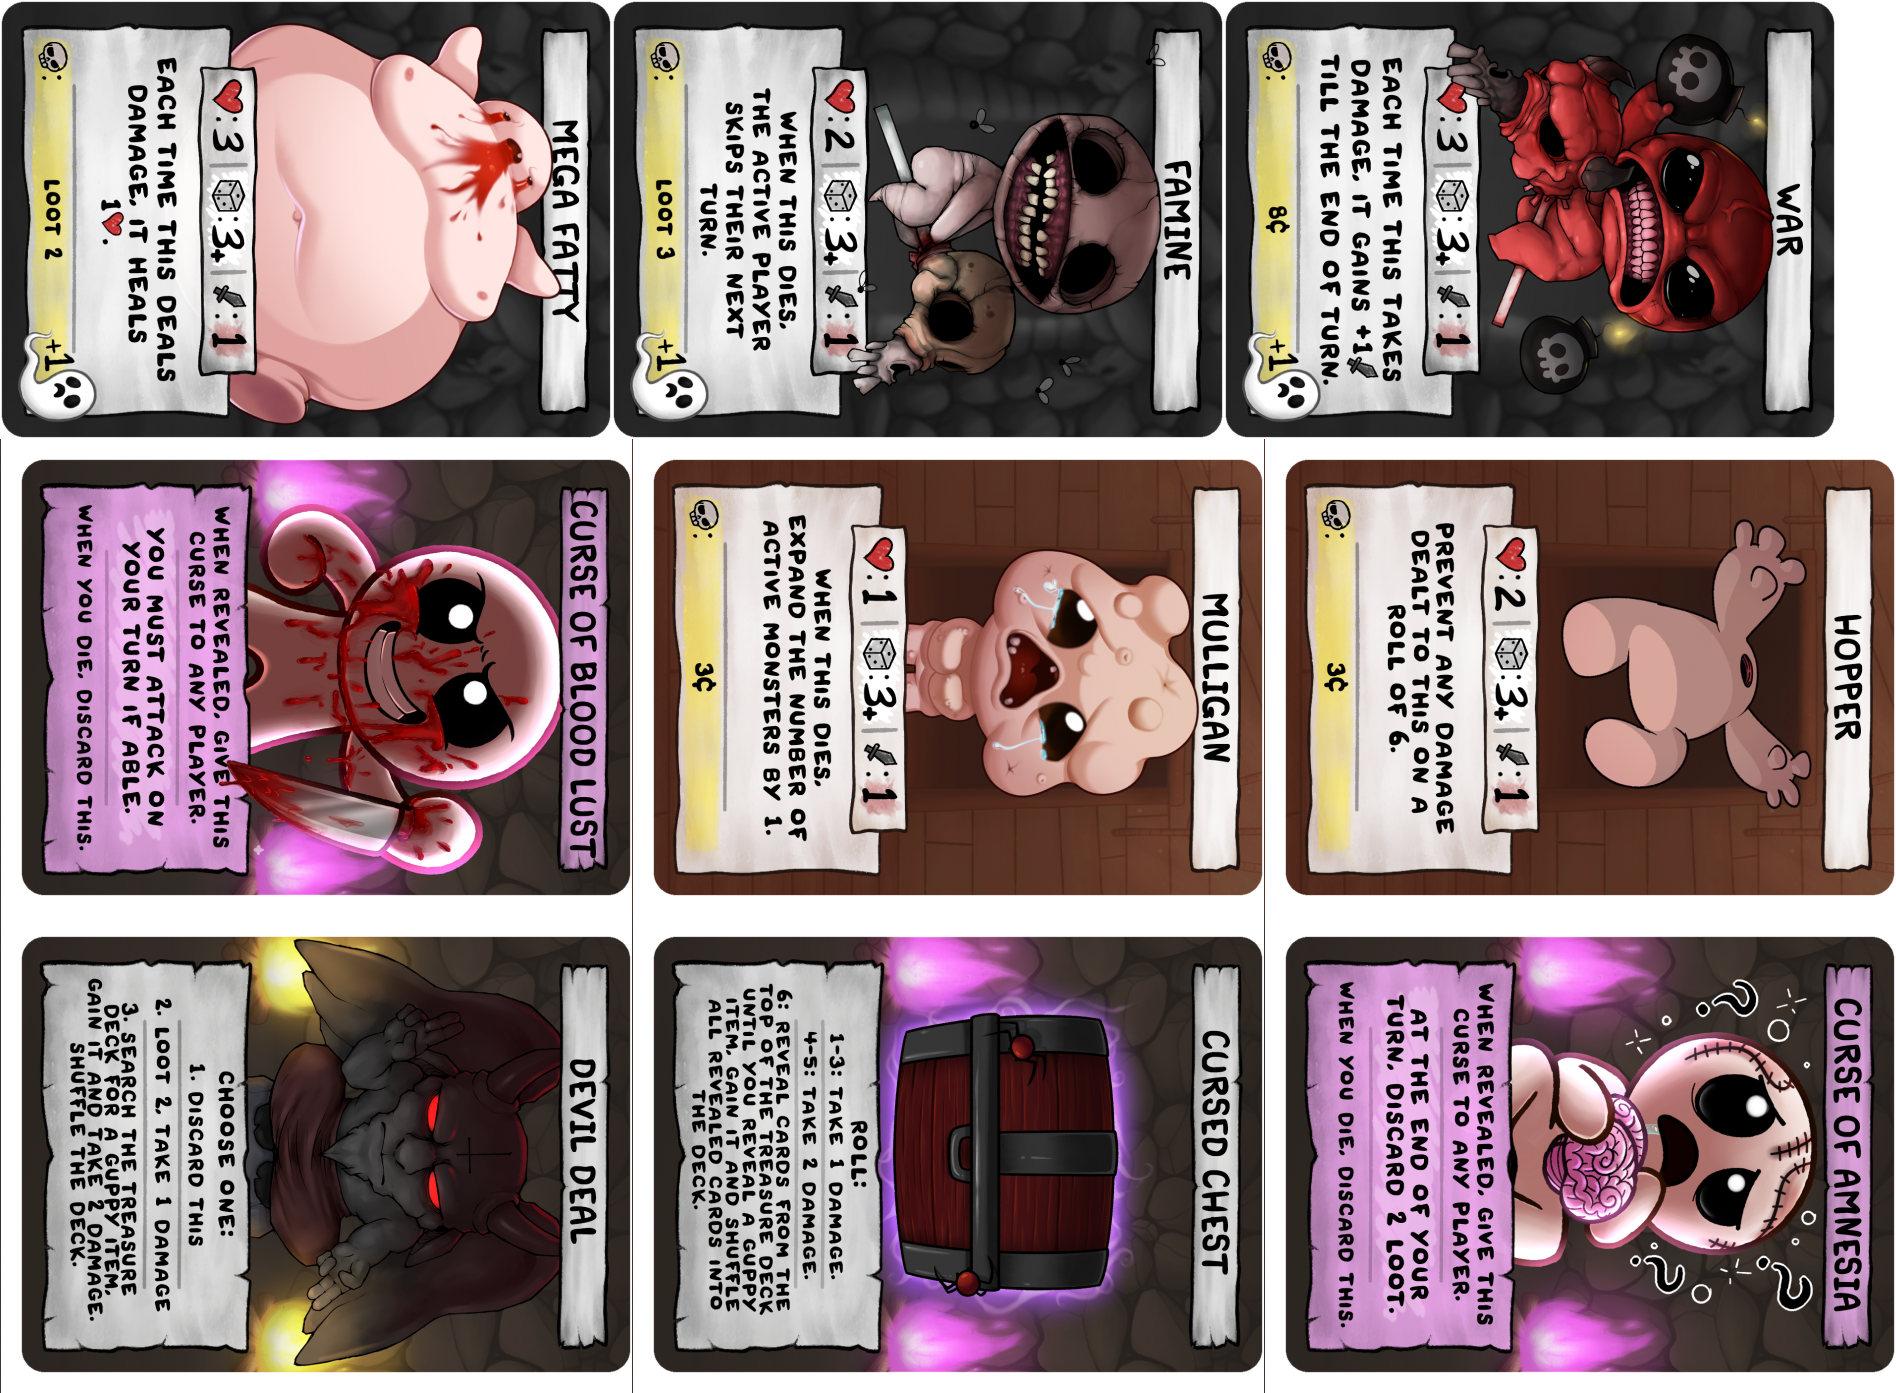 MEGA FATTY
:3 :3+ :1
EACH TIME THIS DEALS
DAMAGE, IT HEALS
1.
: LOOT 2
+1
FAMINE
:2 :3+ :1
WHEN THIS DIES,
THE ACTIVE PLAYER
SKIPS THEIR NEXT
TURN.
: LOOT 3
+1
WAR
:3 :3+ :1
EACH TIME THIS TAKES
DAMAGE, IT GAINS +1
TILL THE END OF TURN.
: 8¢
+1
CURSE OF BLOOD LUST
WHEN REVEALED, GIVE THIS
CURSE TO ANY PLAYER.
YOU MUST ATTACK ON
YOUR TURN IF ABLE.
WHEN YOU DIE, DISCARD THIS.
MULLIGAN
:1 :3+ :1
WHEN THIS DIES,
EXPAND THE NUMBER OF
ACTIVE MONSTERS BY 1.
: 3¢
HOPPER
:2 :3+ :1
PREVENT ANY DAMAGE
DEALT TO THIS ON A
ROLL OF 6.
: 3¢
DEVIL DEAL
CHOOSE ONE:
1. DISCARD THIS
2. LOOT 2, TAKE 1 DAMAGE
3. SEARCH THE TREASURE
DECK FOR A GUPPY ITEM,
GAIN IT AND TAKE 2 DAMAGE.
SHUFFLE THE DECK.
CURSED CHEST
ROLL:
1-3: TAKE 1 DAMAGE.
4-5: TAKE 2 DAMAGE.
6: REVEAL CARDS FROM THE
TOP OF THE TREASURE DECK
UNTIL YOU REVEAL A GUPPY
ITEM, GAIN IT AND SHUFFLE
ALL REVEALED CARDS INTO
THE DECK.
CURSE OF AMNESIA
WHEN REVEALED, GIVE THIS
CURSE TO ANY PLAYER.
AT THE END OF YOUR
TURN, DISCARD 2 LOOT.
WHEN YOU DIE, DISCARD THIS.